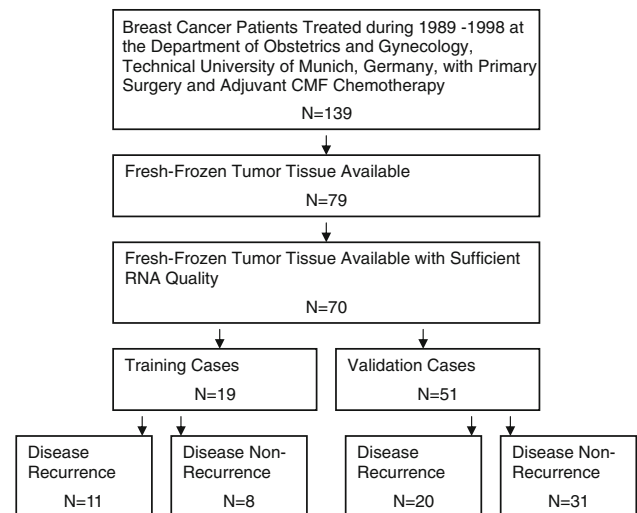 Breast Cancer Patients Treated during 1989 -1998 at
the Department of Obstetrics and Gynecology,
Technical University of Munich, Germany, with Primary
Surgery and Adjuvant CMF Chemotherapy
N=139
Fresh-Frozen Tumor Tissue Available
N=79
Fresh-Frozen Tumor Tissue Available with Sufficient
RNA Quality
N=70
Training Cases
N=19
Validation Cases
N=51
Disease
Recurrence
N=11
Disease Non-
Recurrence
N=8
Disease
Recurrence
N=20
Disease Non-
Recurrence
N=31